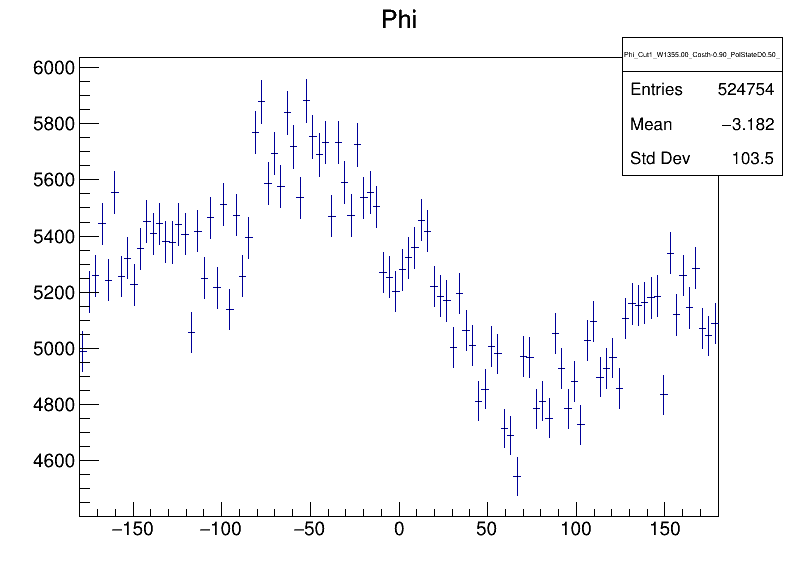 Phi
Phi_Cut1_W1355.00_Costh-0.90_PolStateD0.50_
Entries 524754
Mean −3.182
Std Dev 103.5
6000
5800
5600
5400
5200
5000
4800
4600
−150 −100 −50 0 50 100 150